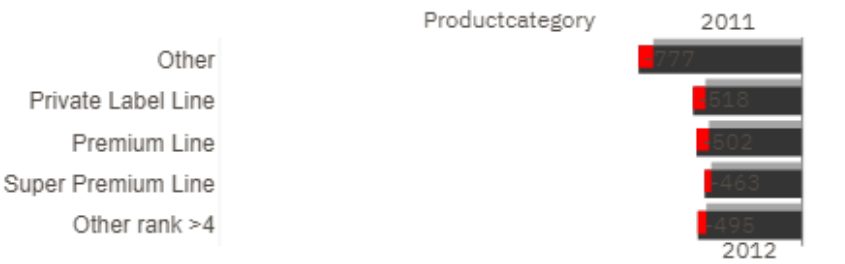 Productcategory 2011
Other -777
Private Label Line -518
Premium Line -502
Super Premium Line -463
Other rank >4 -495
2012